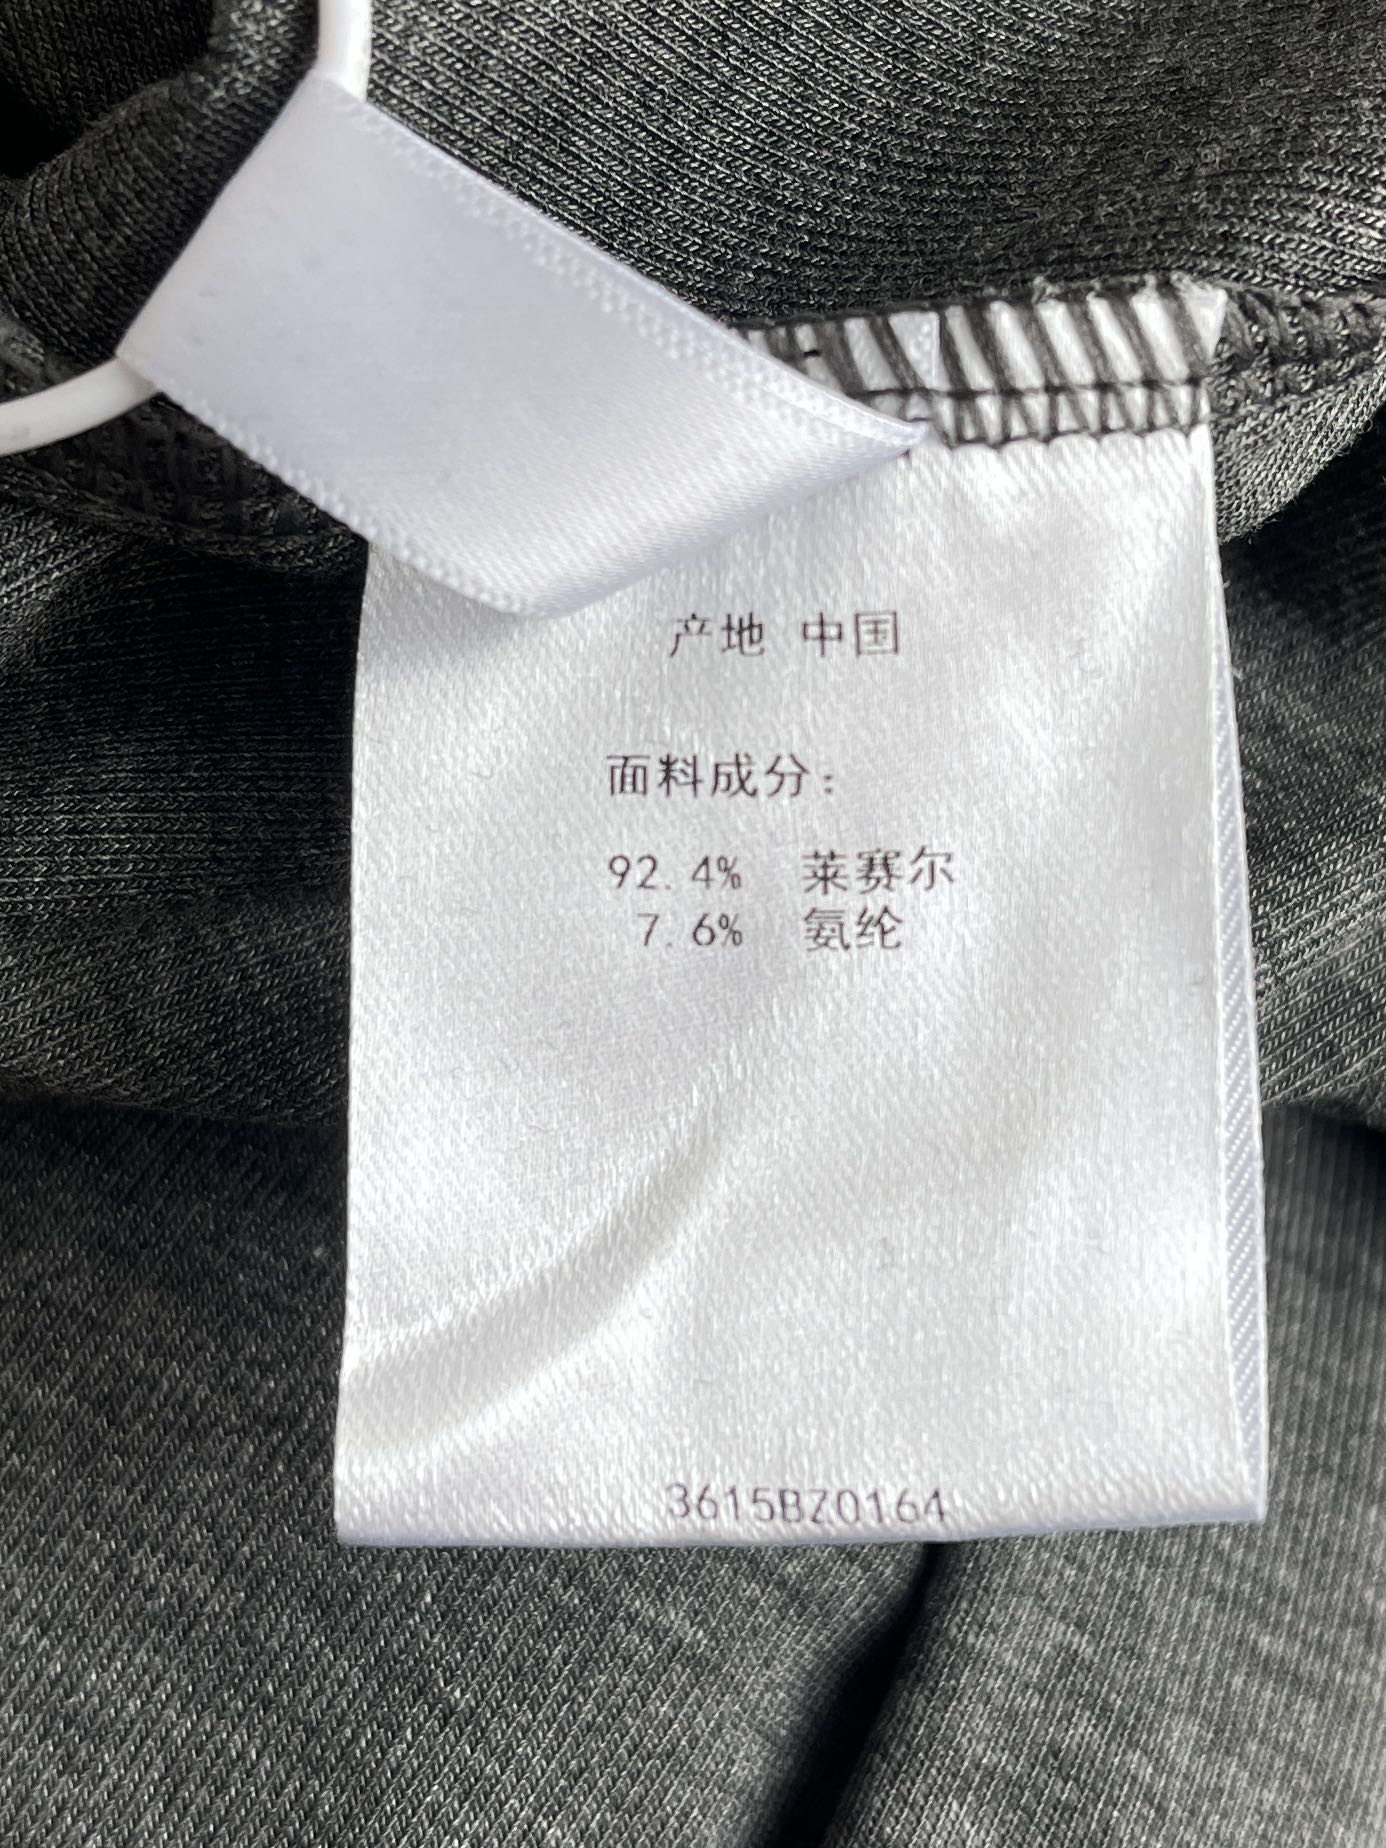 产地 中国
面料成分：
92.4% 莱赛尔
7.6% 氨纶
3615BZ0164